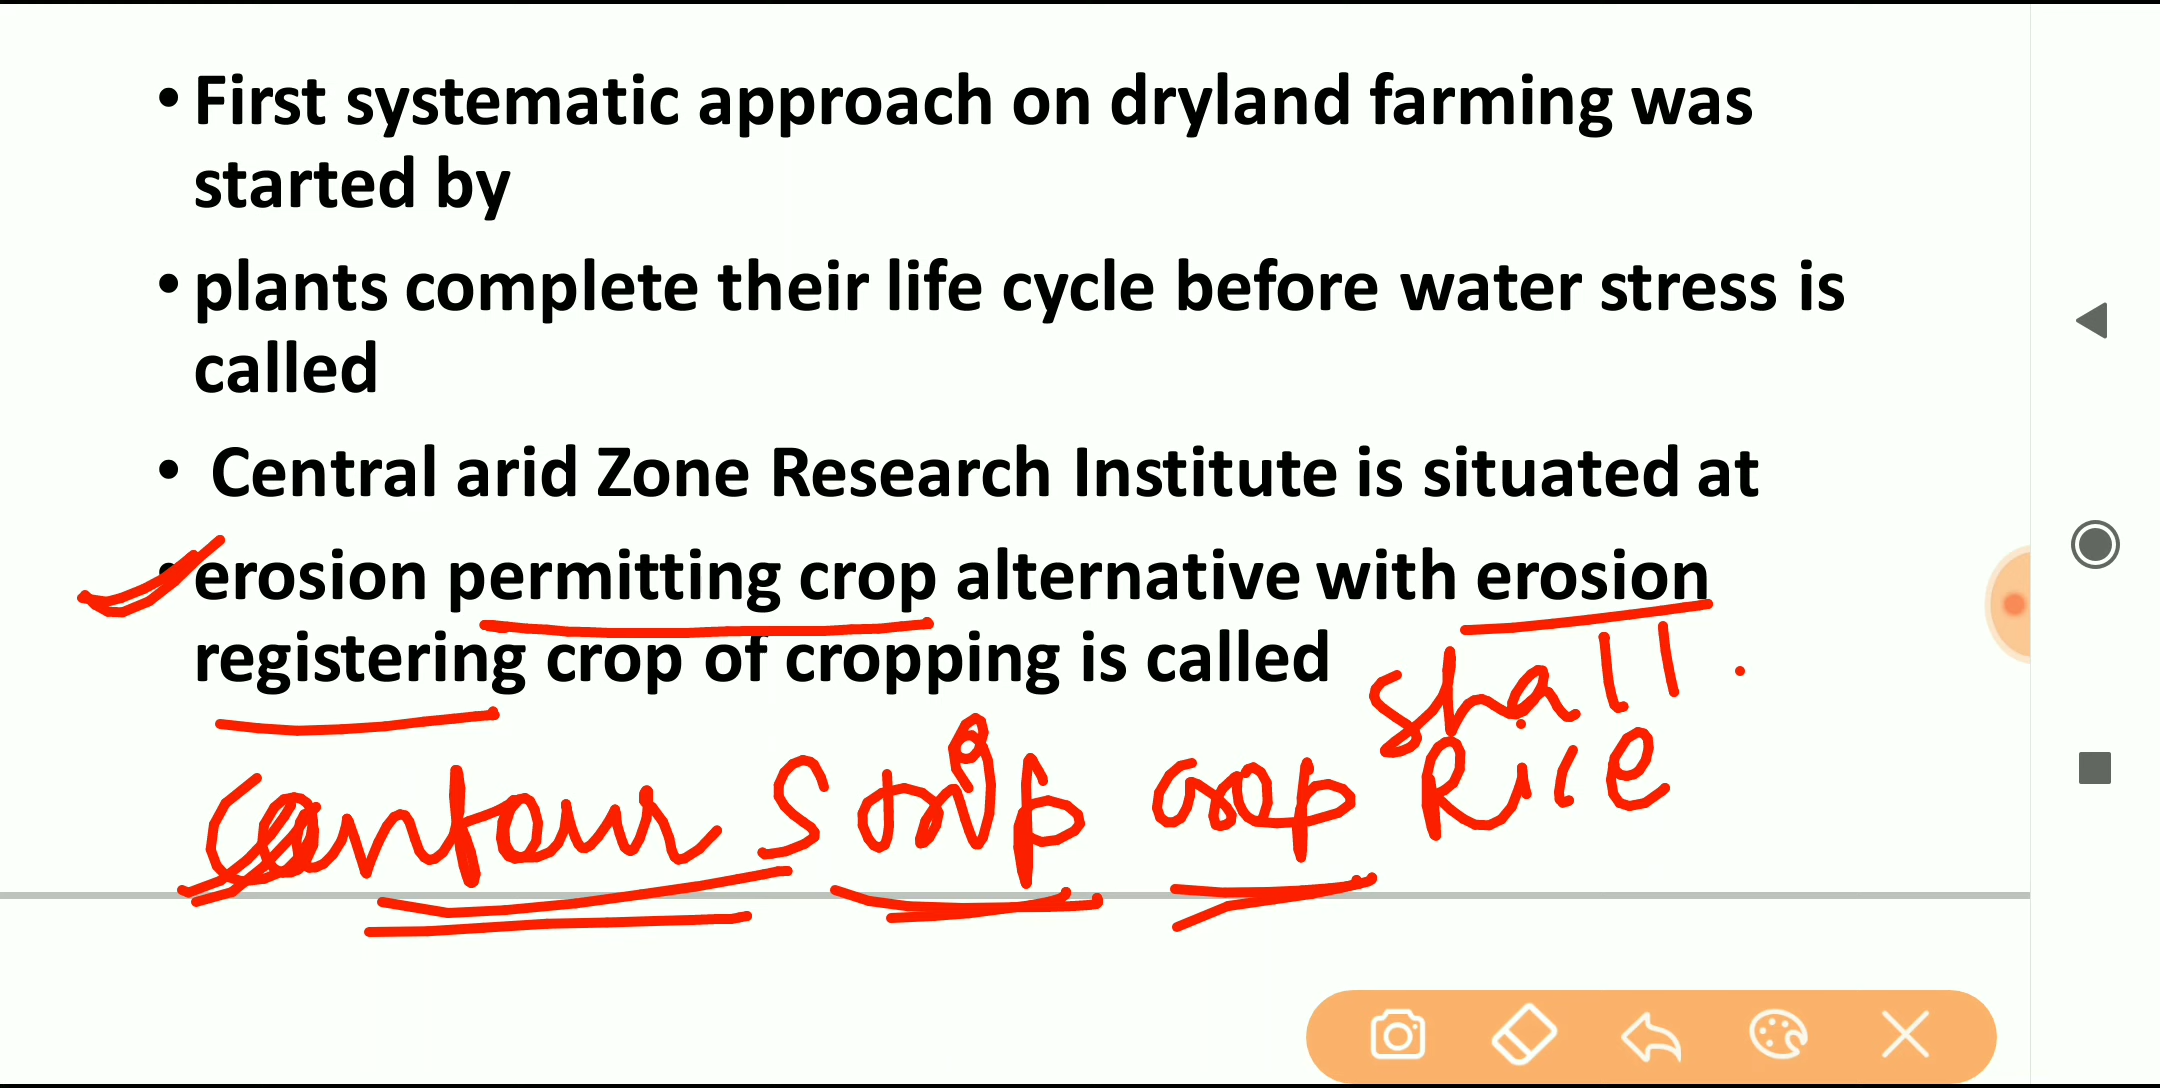 • First systematic approach on dryland farming was
started by
• plants complete their life cycle before water stress is
called
• Central arid Zone Research Institute is situated at
• erosion permitting crop alternative with erosion
registering crop of cropping is called
shall.
Contour Strip crop Rice